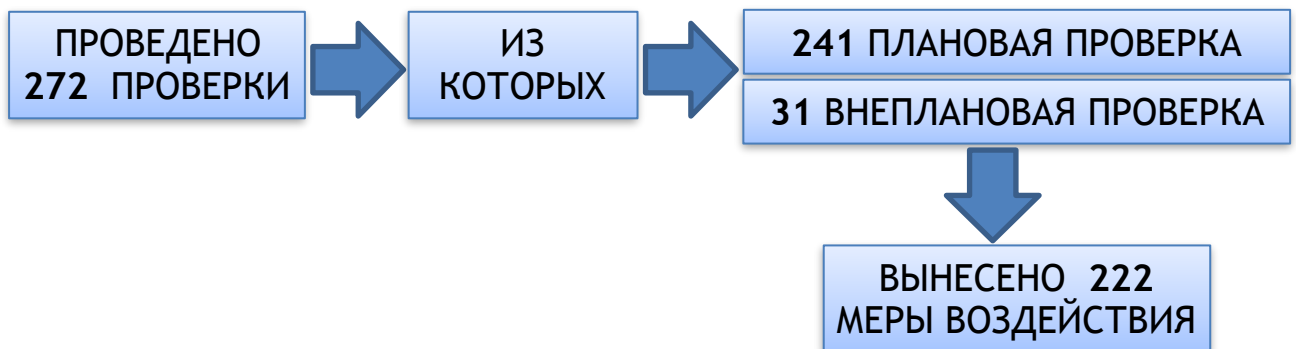 ПРОВЕДЕНО
272 ПРОВЕРКИ
ИЗ
КОТОРЫХ
241 ПЛАНОВАЯ ПРОВЕРКА
31 ВНЕПЛАНОВАЯ ПРОВЕРКА
ВЫНЕСЕНО 222
МЕРЫ ВОЗДЕЙСТВИЯ